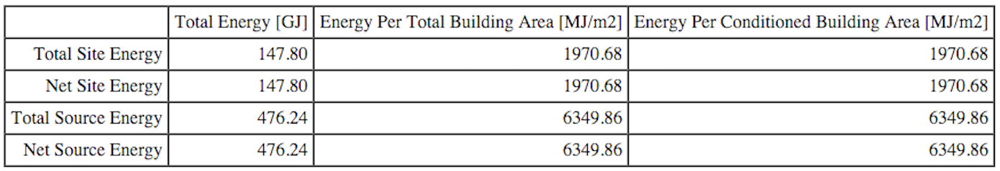 Total Energy [GJ] Energy Per Total Building Area [MJ/m2] Energy Per Conditioned Building Area [MJ/m2]
Total Site Energy 147.80 1970.68 1970.68
Net Site Energy 147.80 1970.68 1970.68
Total Source Energy 476.24 6349.86 6349.86
Net Source Energy 476.24 6349.86 6349.86